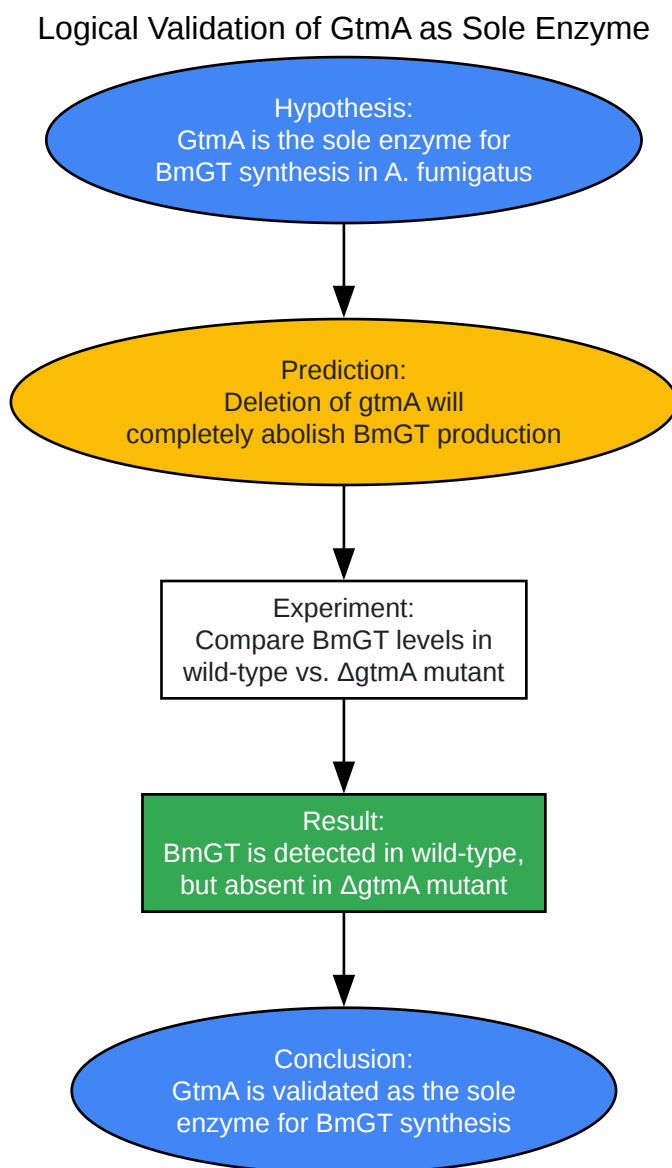 Logical Validation of GtmA as Sole Enzyme
Hypothesis:
GtmA is the sole enzyme for
BmGT synthesis in A. fumigatus
Prediction:
Deletion of gtmA will
completely abolish BmGT production
Experiment:
Compare BmGT levels in
wild-type vs. ΔgtmA mutant
Result:
BmGT is detected in wild-type,
but absent in ΔgtmA mutant
Conclusion:
GtmA is validated as the sole
enzyme for BmGT synthesis